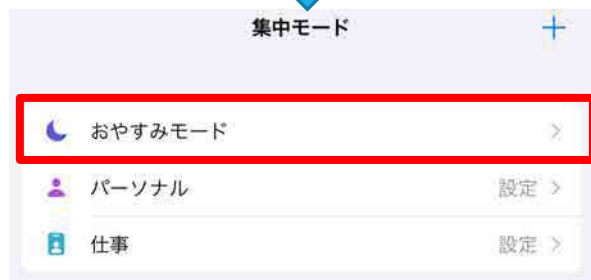 集中モード
おやすみモード
パーソナル 設定
仕事 設定